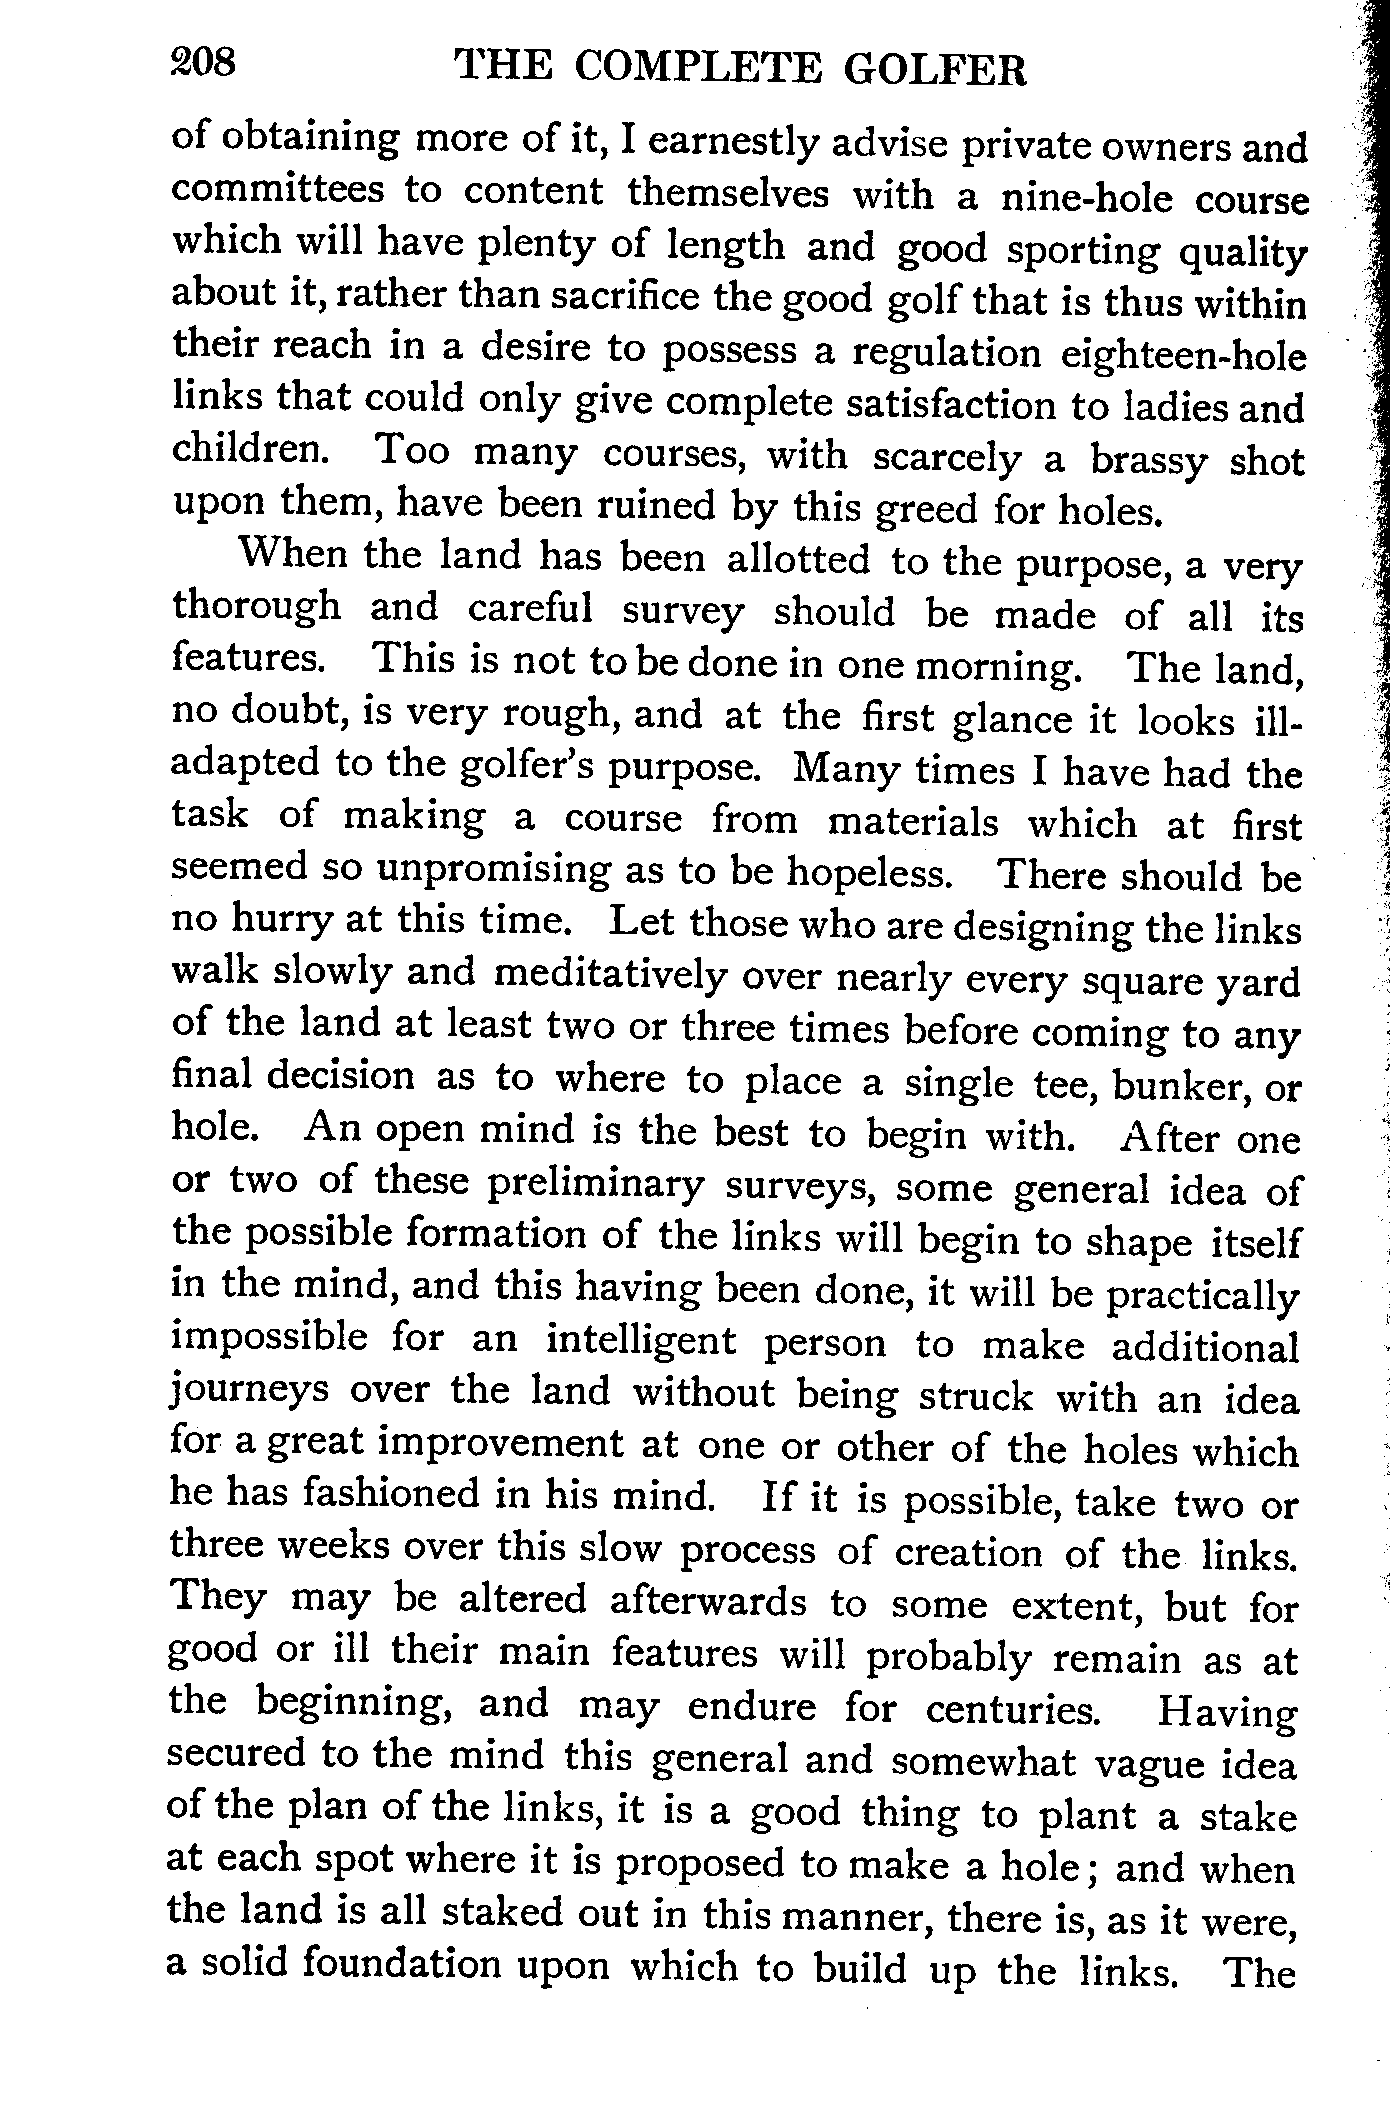 208 THE COMPLETE GOLFER
of obtaining more of it, I earnestly advise private owners and
committees to content themselves with a nine-hole course
which will have plenty of length and good sporting quality
about it, rather than sacrifice the good golf that is thus within
their reach in a desire to possess a regulation eighteen-hole
links that could only give complete satisfaction to ladies and
children. Too many courses, with scarcely a brassy shot
upon them, have been ruined by this greed for holes.
When the land has been allotted to the purpose, a very
thorough and careful survey should be made of all its
features. This is not to be done in one morning. The land,
no doubt, is very rough, and at the first glance it looks ill-
adapted to the golfer's purpose. Many times I have had the
task of making a course from materials which at first
seemed so unpromising as to be hopeless. There should be
no hurry at this time. Let those who are designing the links
walk slowly and meditatively over nearly every square yard
of the land at least two or three times before coming to any
final decision as to where to place a single tee, bunker, or
hole. An open mind is the best to begin with. After one
or two of these preliminary surveys, some general idea of
the possible formation of the links will begin to shape itself
in the mind, and this having been done, it will be practically
impossible for an intelligent person to make additional
journeys over the land without being struck with an idea
for a great improvement at one or other of the holes which
he has fashioned in his mind. If it is possible, take two or
three weeks over this slow process of creation of the links.
They may be altered afterwards to some extent, but for
good or ill their main features will probably remain as at
the beginning, and may endure for centuries. Having
secured to the mind this general and somewhat vague idea
of the plan of the links, it is a good thing to plant a stake
at each spot where it is proposed to make a hole; and when
the land is all staked out in this manner, there is, as it were,
a solid foundation upon which to build up the links. The